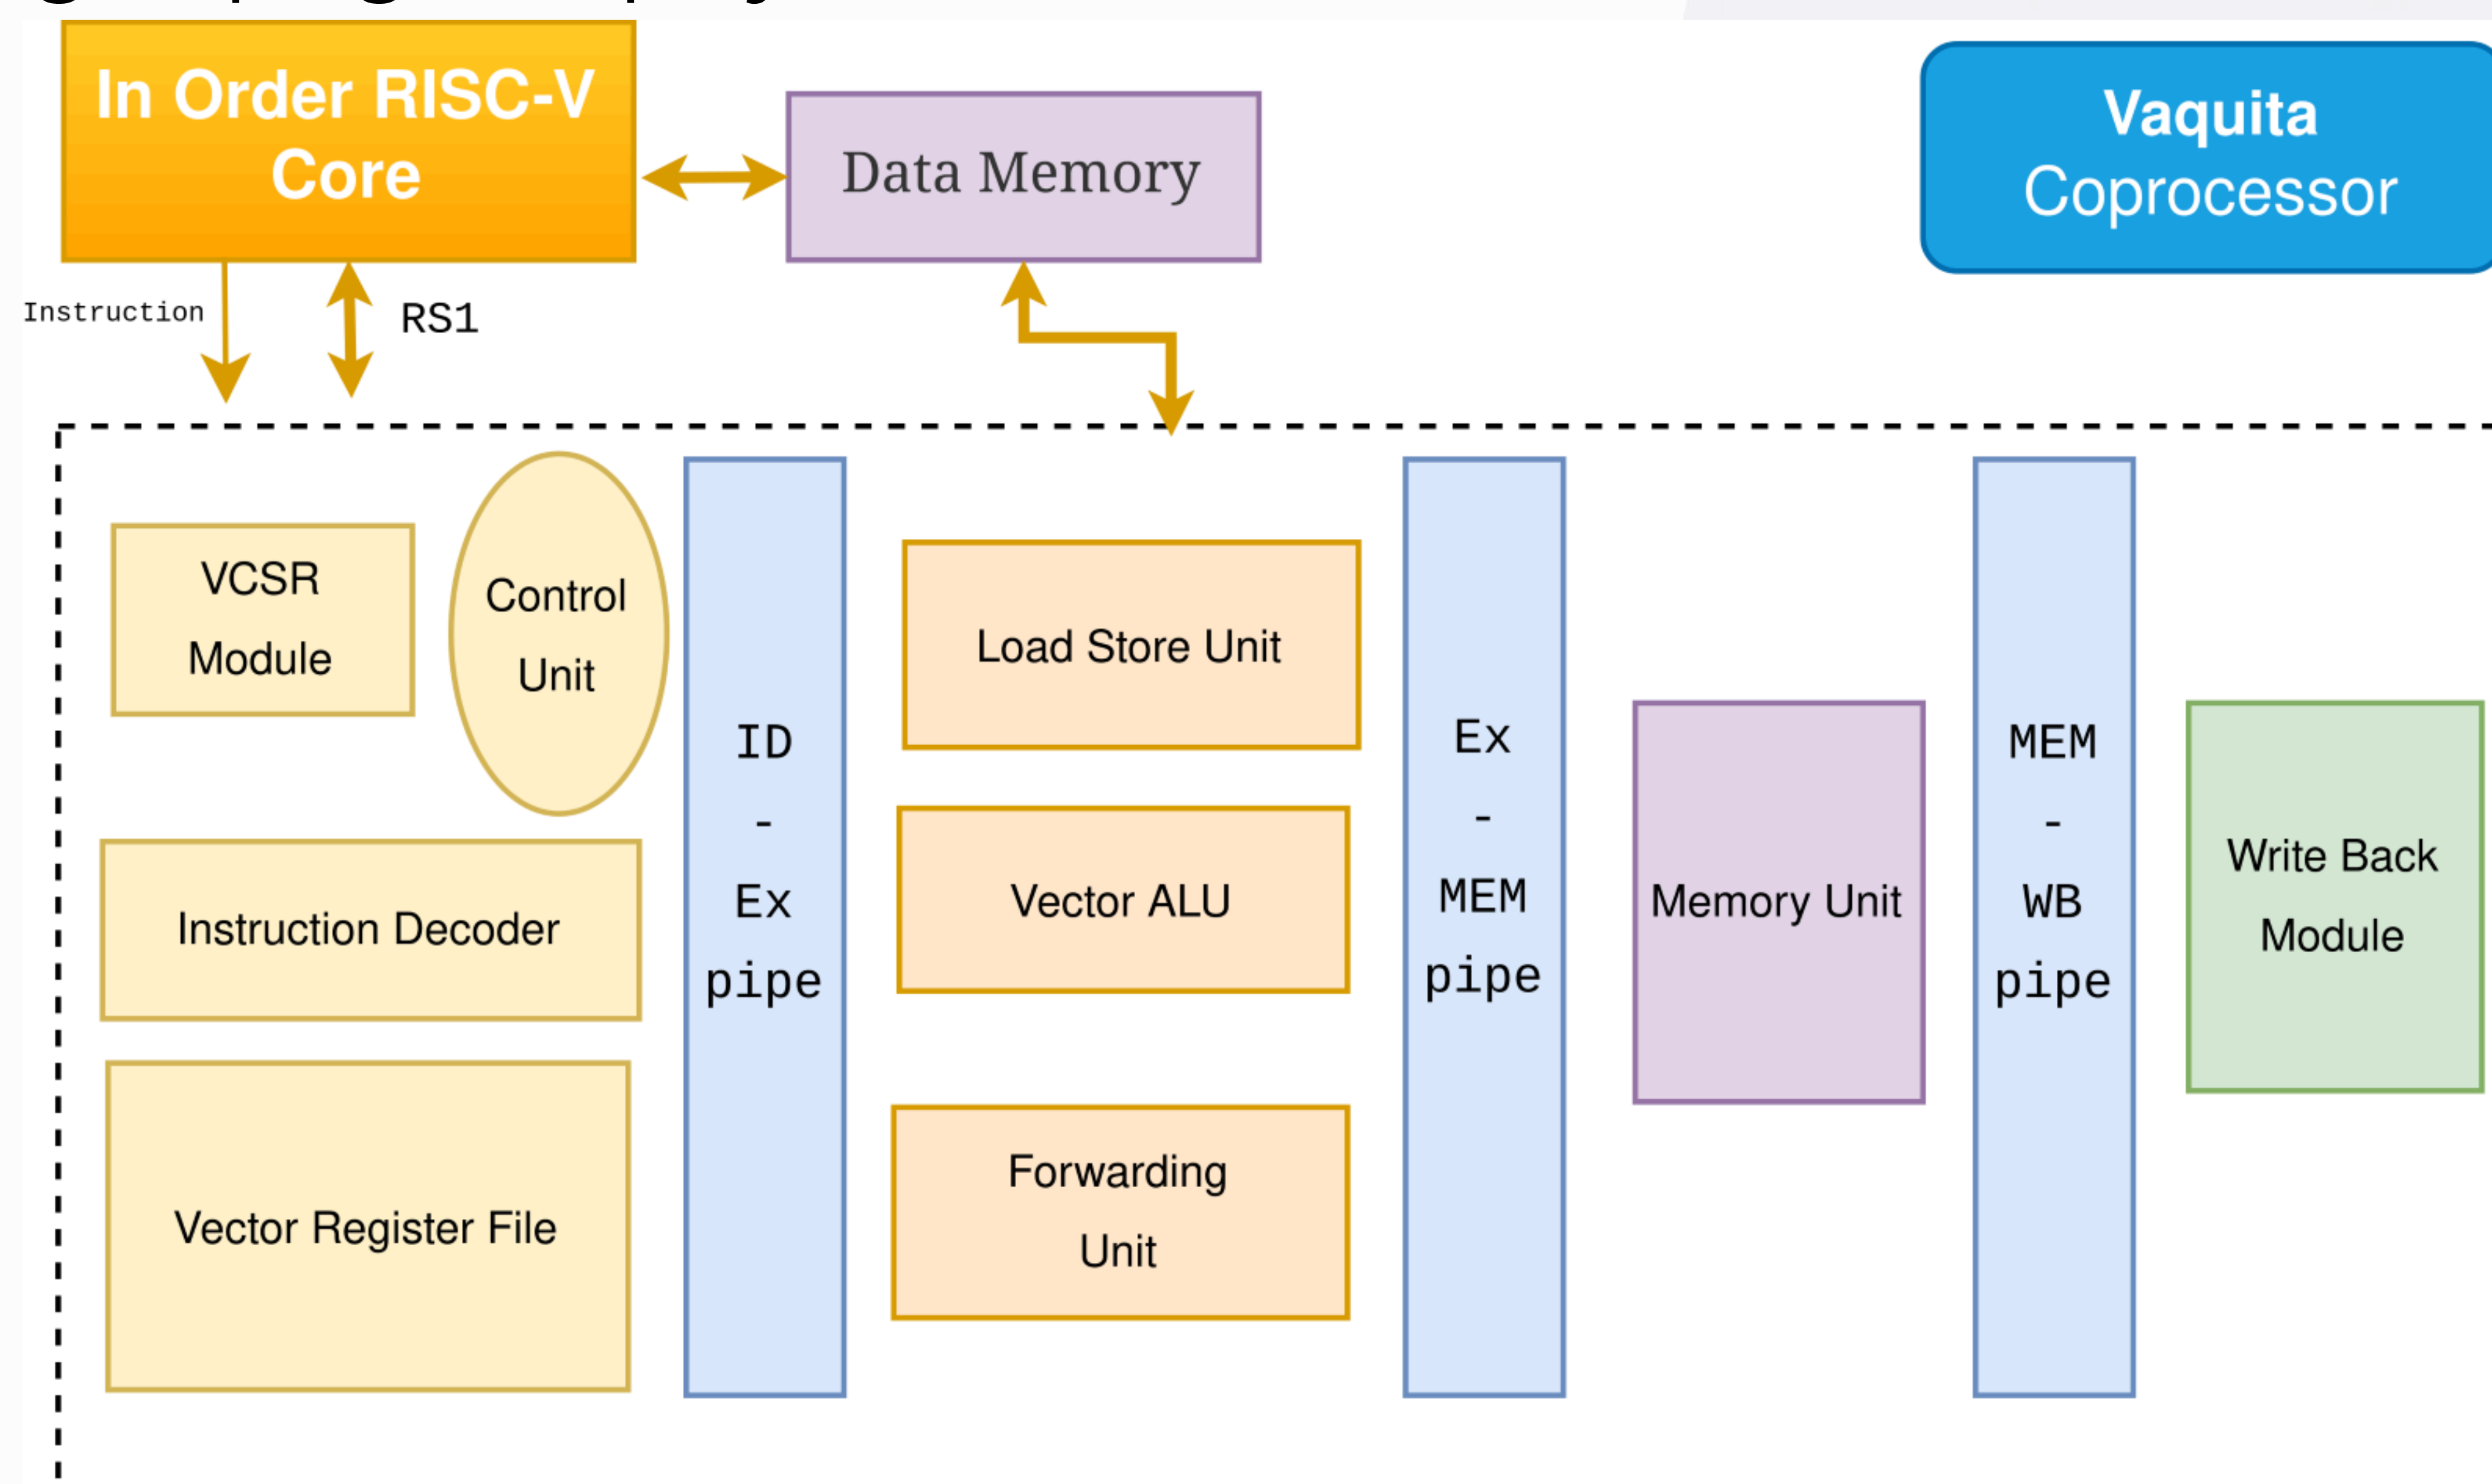 In Order RISC-V
Core
Data Memory
Vaquita
Coprocessor
Instruction
RS1
VCSR
Module
Control
Unit
Instruction Decoder
Vector Register File
ID
-
Ex
pipe
Load Store Unit
Vector ALU
Forwarding
Unit
Ex
-
MEM
pipe
Memory Unit
MEM
-
WB
pipe
Write Back
Module